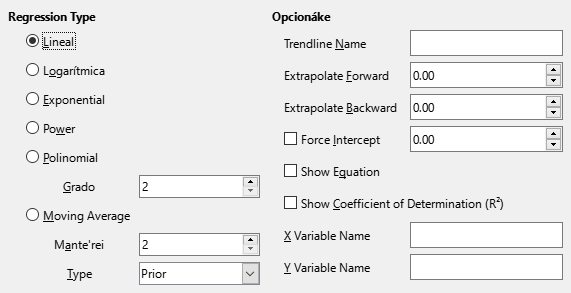 Regression Type
Lineal
Logarítmica
Exponential
Power
Polinomial
Grado 2
Moving Average
Mante'rei 2
Type Prior
Opcionáke
Trendline Name
Extrapolate Forward 0.00
Extrapolate Backward 0.00
Force Intercept 0.00
Show Equation
Show Coefficient of Determination (R²)
X Variable Name
Y Variable Name